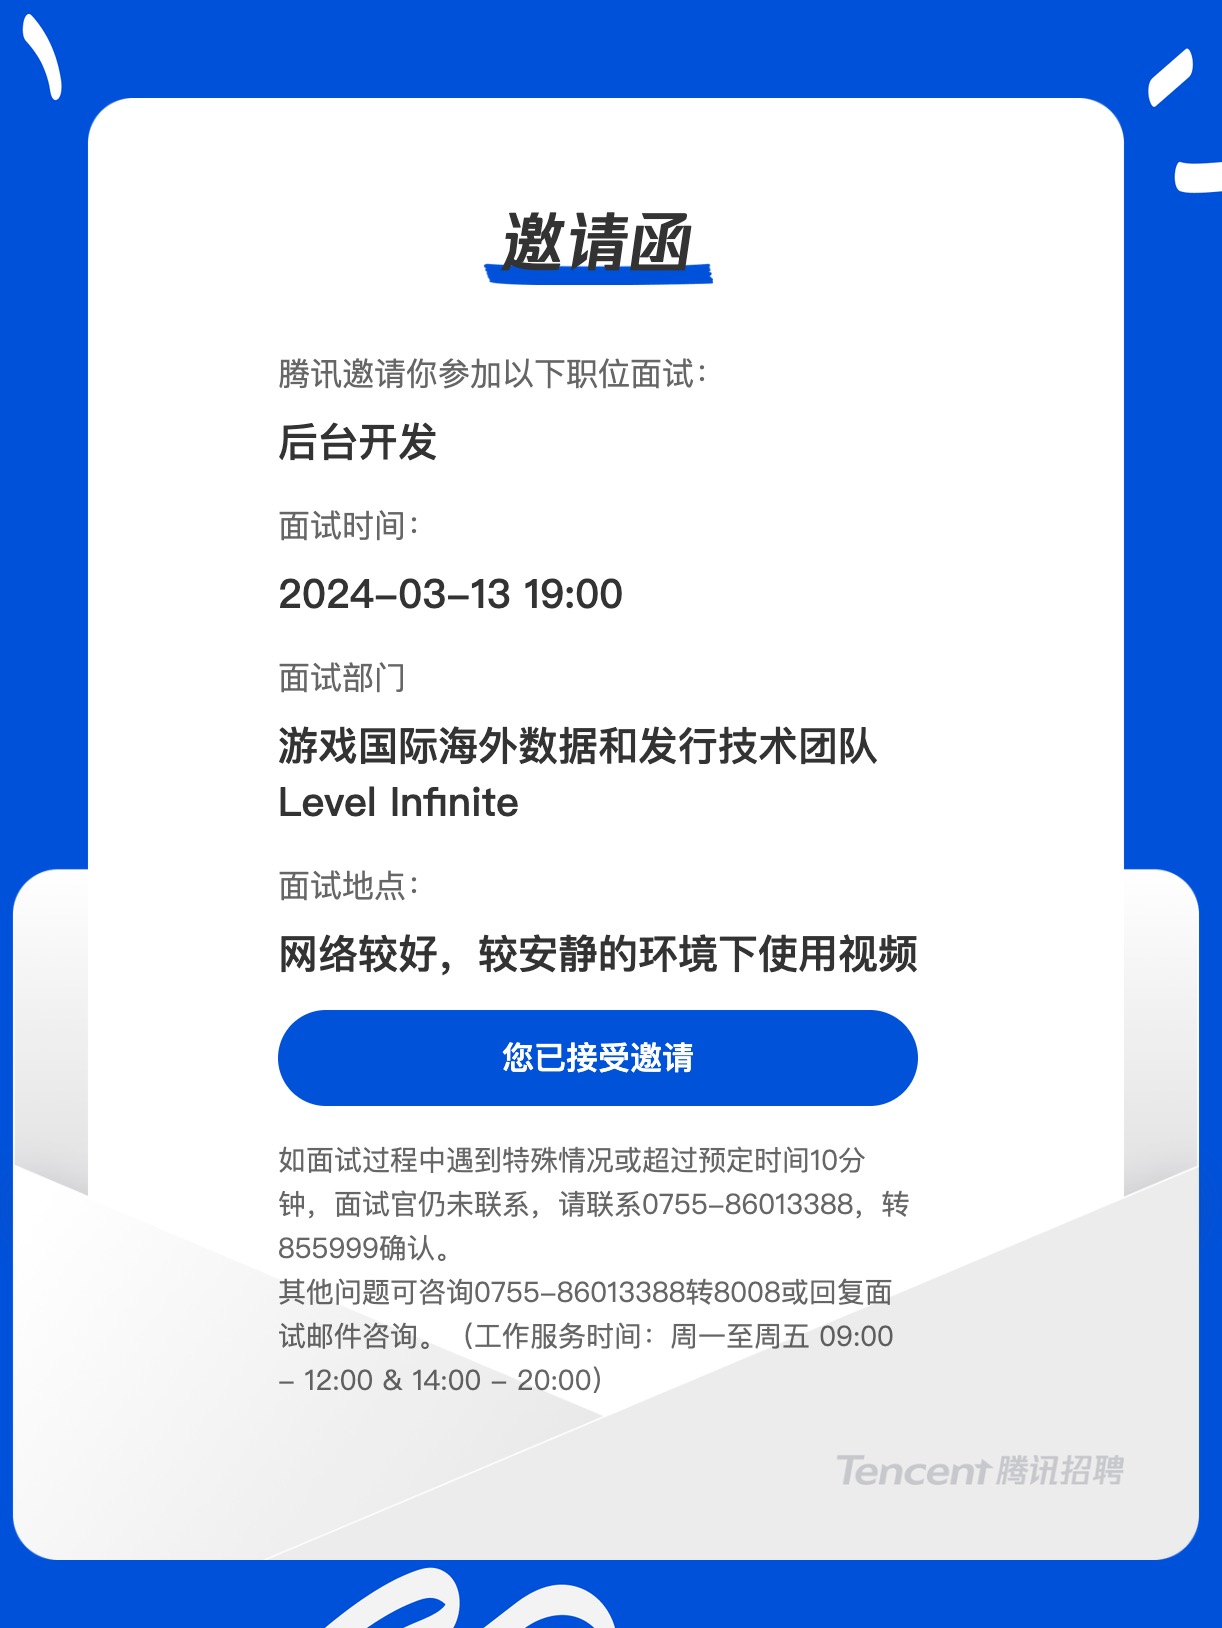 邀请函
腾讯邀请你参加以下职位面试：
后台开发
面试时间：
2024-03-13 19:00
面试部门
游戏国际海外数据和发行技术团队
Level Infinite
面试地点：
网络较好，较安静的环境下使用视频
您已接受邀请
如面试过程中遇到特殊情况或超过预定时间10分
钟，面试官仍未联系，请联系0755-86013388，转
855999确认。
其他问题可咨询0755-86013388转8008或回复面
试邮件咨询。（工作服务时间：周一至周五 09:00
- 12:00 & 14:00 - 20:00)
Tencent 腾讯招聘